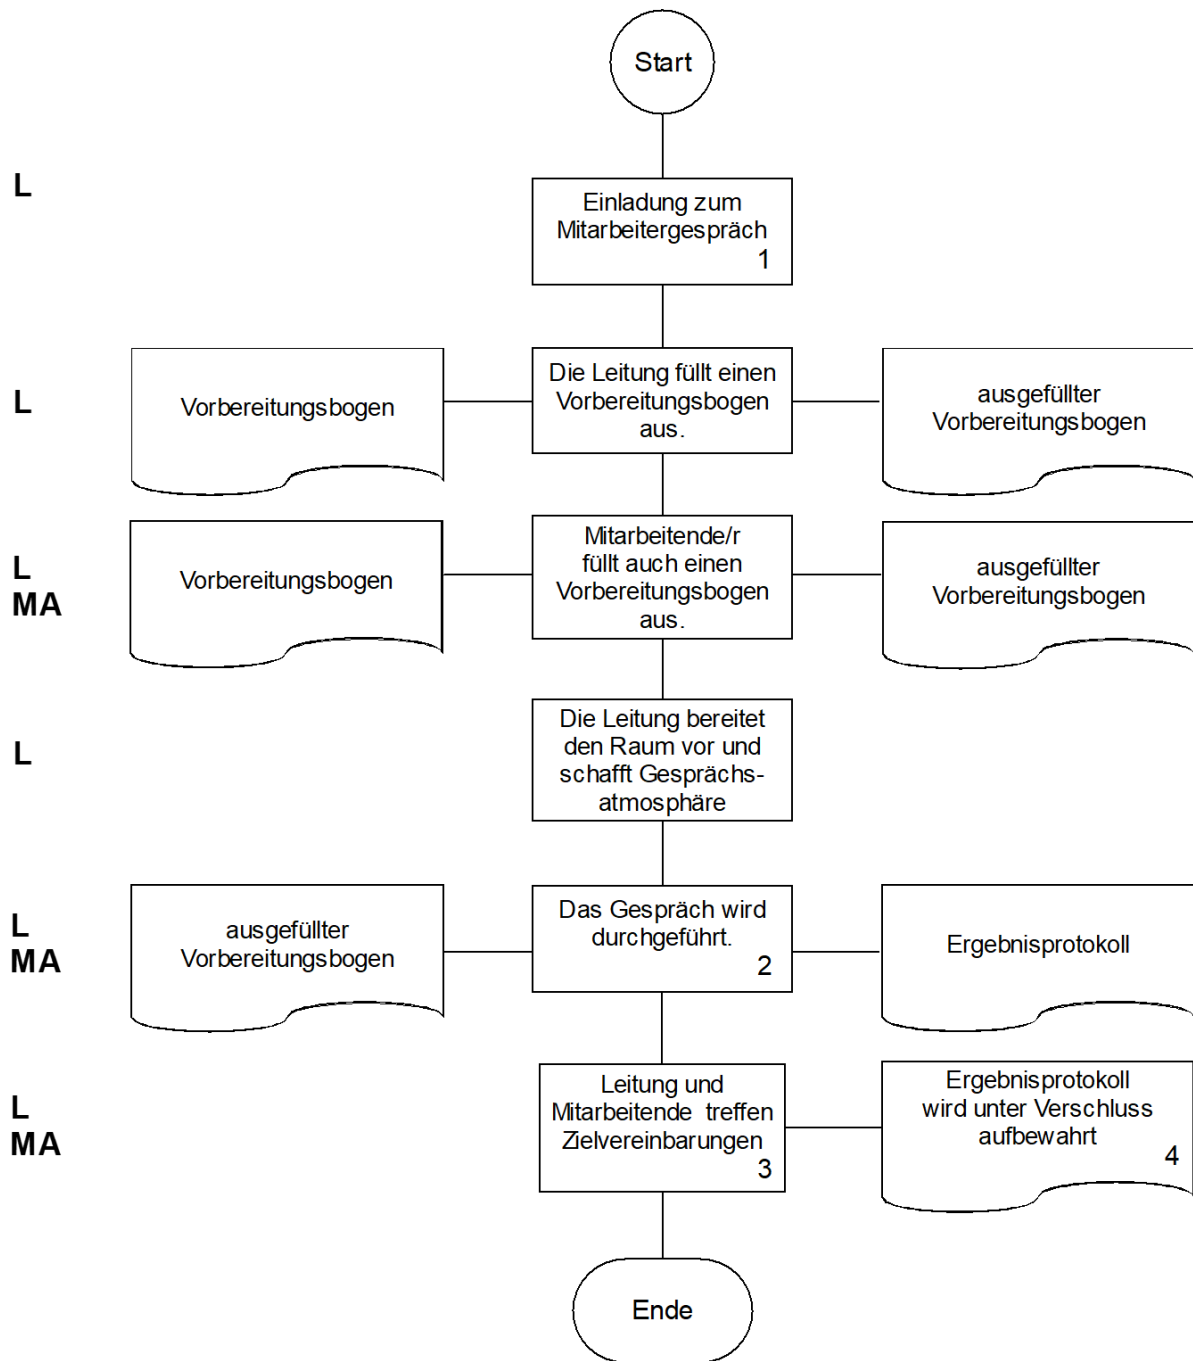 Start
L
Einladung zum
Mitarbeitergespräch
1
L
Vorbereitungsbogen
Die Leitung füllt einen
Vorbereitungsbogen
aus.
ausgefüllter
Vorbereitungsbogen
L
MA
Vorbereitungsbogen
Mitarbeitende/r
füllt auch einen
Vorbereitungsbogen
aus.
ausgefüllter
Vorbereitungsbogen
L
Die Leitung bereitet
den Raum vor und
schafft Gesprächs-
atmosphäre
L
MA
ausgefüllter
Vorbereitungsbogen
Das Gespräch wird
durchgeführt.
2
Ergebnisprotokoll
L
MA
Leitung und
Mitarbeitende treffen
Zielvereinbarungen
3
Ergebnisprotokoll
wird unter Verschluss
aufbewahrt
4
Ende